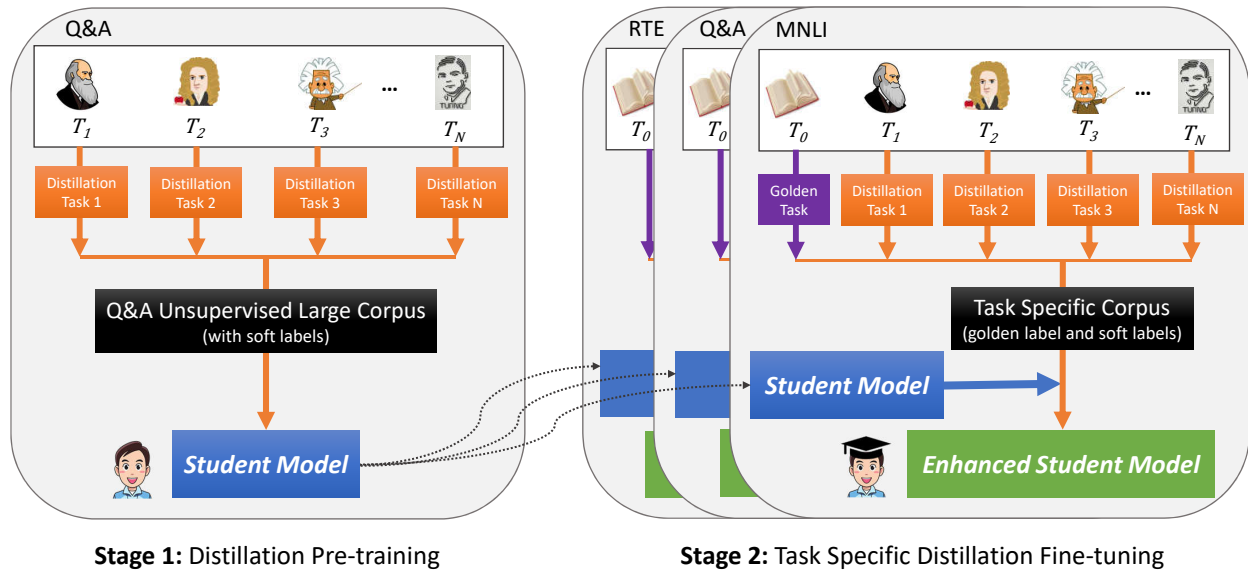 Q&A
T1
T2
T3
...
TN
Distillation
Task 1
Distillation
Task 2
Distillation
Task 3
Distillation
Task N
Q&A Unsupervised Large Corpus
(with soft labels)
Student Model
Stage 1: Distillation Pre-training
RTE
T0
Q&A
T0
MNLI
T0
T1
T2
T3
...
TN
Golden
Task
Distillation
Task 1
Distillation
Task 2
Distillation
Task 3
Distillation
Task N
Task Specific Corpus
(golden label and soft labels)
Student Model
Enhanced Student Model
Stage 2: Task Specific Distillation Fine-tuning